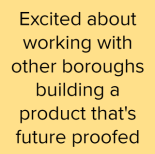 Excited about
working with
other boroughs
building a
product that's
future proofed